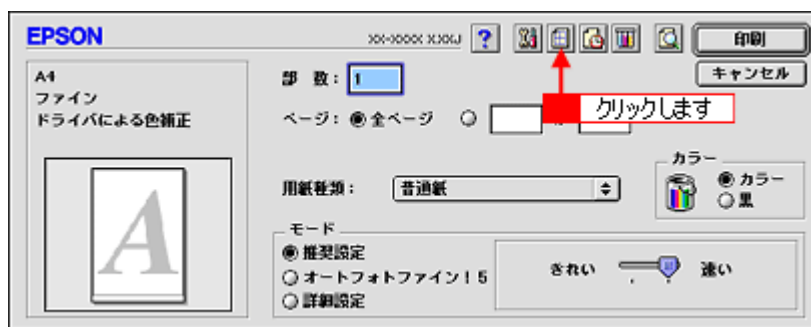 EPSON
XX-XXXX X.XXJ
?
印刷
A4
ファイン
ドライバによる色補正
部 数:1
キャンセル
クリックします
ページ:全ページ
用紙種類: 普通紙
カラー
カラー
黒
モード
推奨設定
オートフォトファイン!5
詳細設定
きれい 速い
A